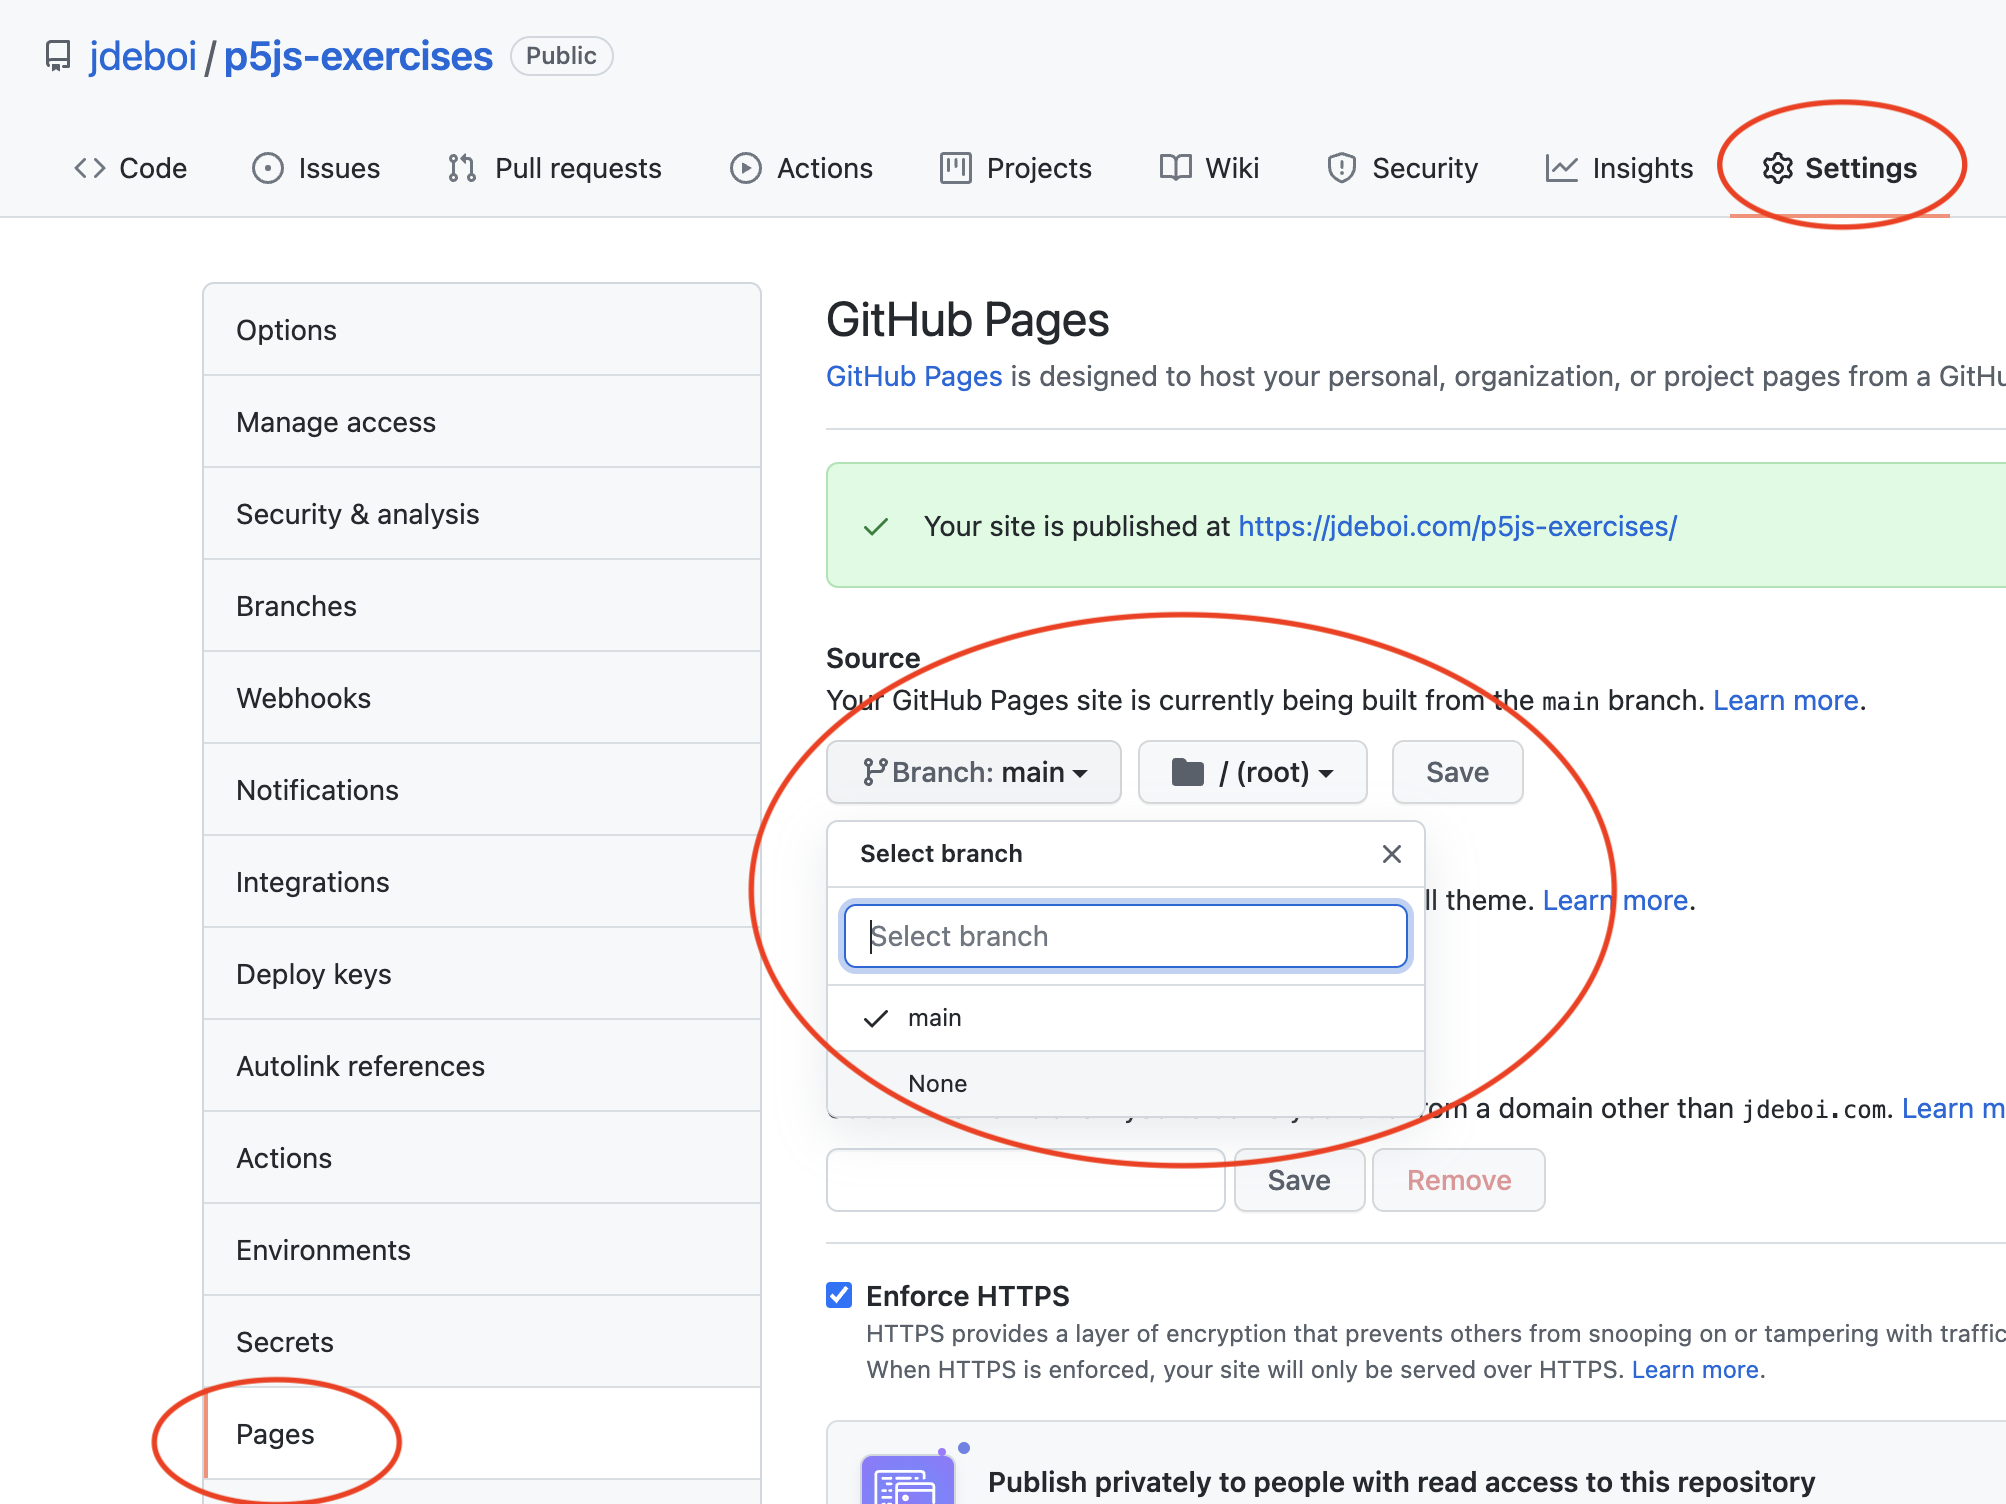 jdeboi / p5js-exercises Public
Code Issues Pull requests Actions Projects Wiki Security Insights Settings
Options
Manage access
Security & analysis
Branches
Webhooks
Notifications
Integrations
Deploy keys
Autolink references
Actions
Environments
Secrets
Pages
GitHub Pages
GitHub Pages is designed to host your personal, organization, or project pages from a GitHu
Your site is published at https://jdeboi.com/p5js-exercises/
Source
Your GitHub Pages site is currently being built from the main branch. Learn more.
Branch: main / (root) Save
Select branch
ll theme. Learn more.
Select branch
main
None
om a domain other than jdeboi.com. Learn m
Save Remove
Enforce HTTPS
HTTPS provides a layer of encryption that prevents others from snooping on or tampering with traffic
When HTTPS is enforced, your site will only be served over HTTPS. Learn more.
Publish privately to people with read access to this repository